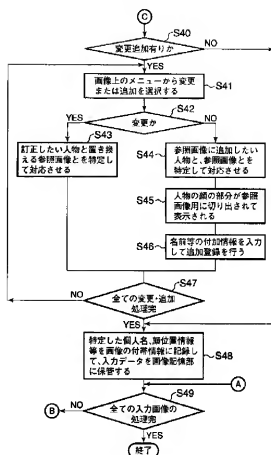 C
S40
変更追加有りか
NO
YES
画像上のメニューから変更
または追加を選択する
S41
S42
変更か
YES
NO
S43
訂正したい人物と置き換
える参照画像とを特定し
て対応させる
S44
参照画像に追加したい
人物と、参照画像とを
特定して対応させる
S45
人物の顔の部分が参照
画像用に切り出されて
表示される
S46
名前等の付加情報を入力
して追加登録を行う
S47
NO
全ての変更・追加
処理完
YES
特定した個人名、顔位置情報
等を画像の付帯情報に記録し
て、入力データを画像記憶部
に保管する
S48
A
S49
B
NO
全ての入力画像の
処理完
YES
終了